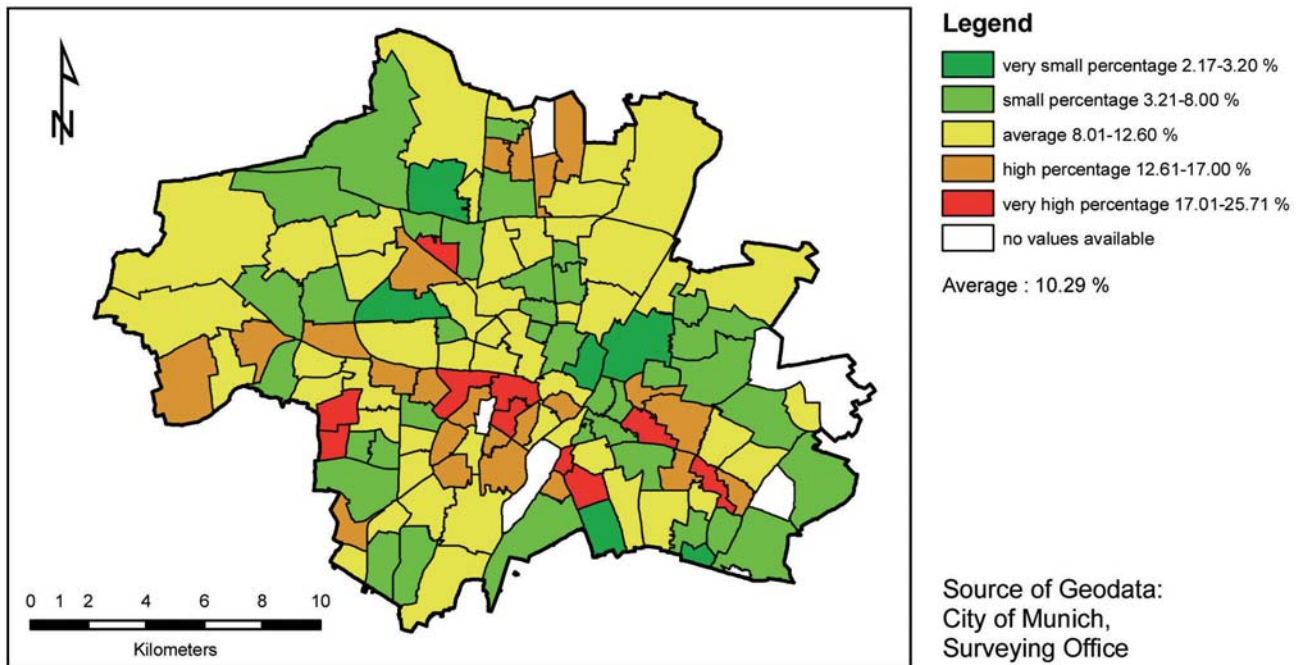 N
0 1 2 4 6 8 10
Kilometers
Legend
very small percentage 2.17-3.20 %
small percentage 3.21-8.00 %
average 8.01-12.60 %
high percentage 12.61-17.00 %
very high percentage 17.01-25.71 %
no values available
Average : 10.29 %
Source of Geodata:
City of Munich,
Surveying Office